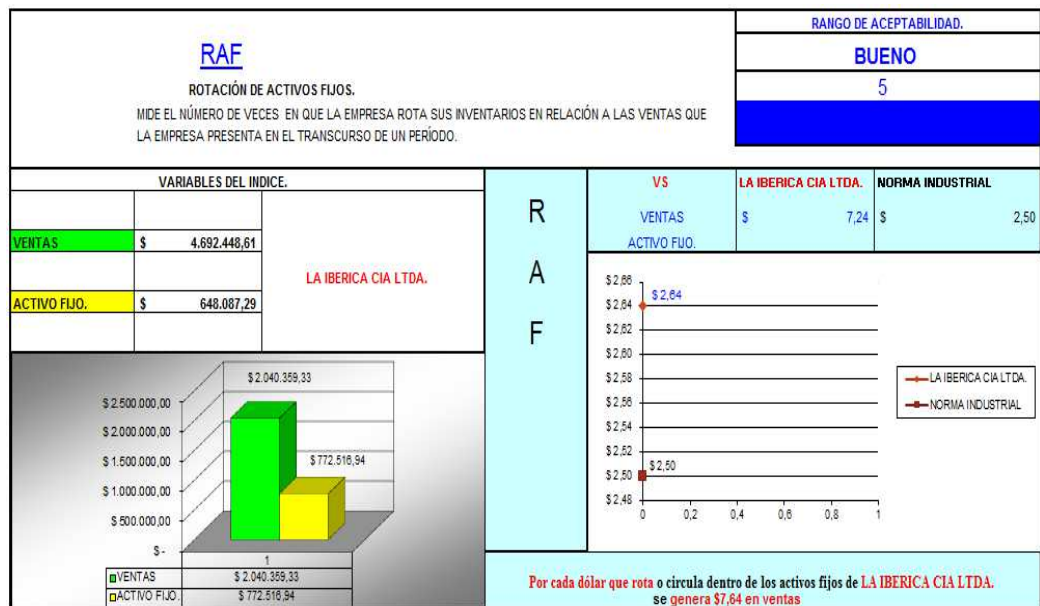 RAF
ROTACIÓN DE ACTIVOS FIJOS.
MIDE EL NÚMERO DE VECES EN QUE LA EMPRESA ROTA SUS INVENTARIOS EN RELACIÓN A LAS VENTAS QUE
LA EMPRESA PRESENTA EN EL TRANSCURSO DE UN PERÍODO.
RANGO DE ACEPTABILIDAD.
BUENO
5
VARIABLES DEL INDICE.
VENTAS $ 4.692.448,61
ACTIVO FIJO. $ 648.087,29
LA IBERICA CIA LTDA.
R
A
F
VS LA IBERICA CIA LTDA. NORMA INDUSTRIAL
VENTAS $ 7,24 $ 2,50
ACTIVO FIJO.
$ 2.040.359,33
$ 772.516,94
$ 2.500.000,00
$ 2.000.000,00
$ 1.500.000,00
$ 1.000.000,00
$ 500.000,00
$ -
1
VENTAS $ 2.040.359,33
ACTIVO FIJO. $ 772.516,94
$ 2,66
$ 2,64
$ 2,62
$ 2,60
$ 2,58
$ 2,56
$ 2,54
$ 2,52
$ 2,50
$ 2,48
$ 2,64
$ 2,50
0 0,2 0,4 0,6 0,8 1
LA IBERICA CIA LTDA.
NORMA INDUSTRIAL
Por cada dólar que rota o circula dentro de los activos fijos de LA IBERICA CIA LTDA.
se genera $7,64 en ventas